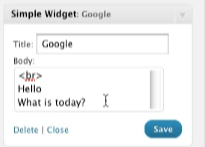 Simple Widget: Google
Title: Google
Body:
<br>
Hello
What is today?
Delete | Close
Save